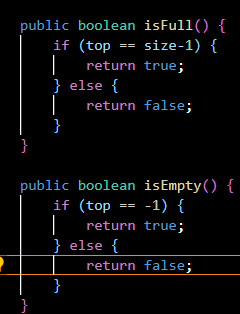 public boolean isFull() {
if (top == size-1) {
return true;
} else {
return false;
}
}
public boolean isEmpty() {
if (top == -1) {
return true;
} else {
return false;
}
}